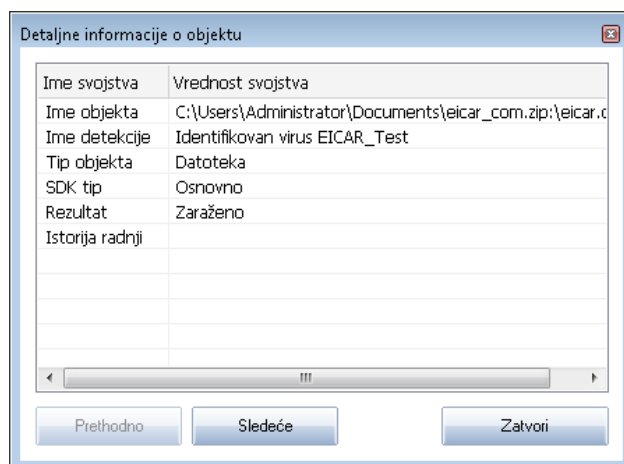 Detaljne informacije o objektu
Ime svojstva Vrednost svojstva
Ime objekta C:\Users\Administrator\Documents\eicar_com.zip:\eicar.c
Ime detekcije Identifikovan virus EICAR_Test
Tip objekta Datoteka
SDK tip Osnovno
Rezultat Zaraženo
Istorija radnji
Prethodno Sledeće Zatvori